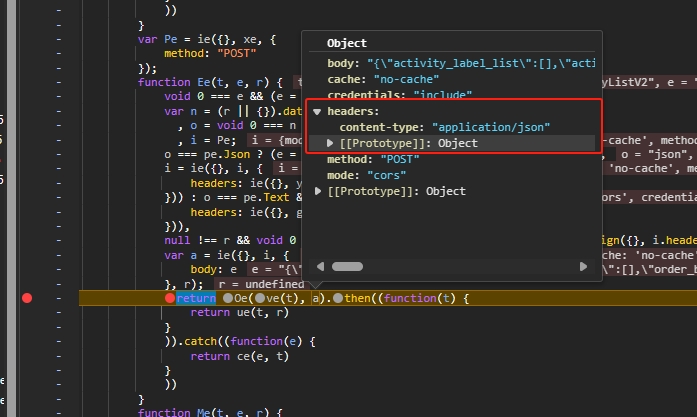 ))
}
var Pe = ie({}, xe, {
method: "POST"
});
function Ee(t, e, r) {
void 0 === e && (e =
var n = (r || {}).dat
, o = void 0 === n
, i = Pe; i = {mod
o === pe.Json ? (e =
i = ie({}, i, { i =
headers: ie({}, y
})) : o === pe.Text &
headers: ie({}, g
})),
null !== r && void 0
var a = ie({}, i, {
body: e e = "{\"
}, r); r = undefined
return Oe(ve(t), a).then((function(t) {
return ue(t, r)
}
)).catch((function(e) {
return ce(e, t)
}
))
}
function Me(t, e, r) {
Object
body: "{\"activity_label_list\":[],\"acti
cache: "no-cache"
credentials: "include"
headers:
content-type: "application/json"
[[Prototype]]: Object
method: "POST"
mode: "cors"
[[Prototype]]: Object
yListV2", e = "
-cache', metho
o = "json",
'no-cache', me
ors', credentia
ign({}, i.heade
che: 'no-cache
\":[],\"order_b